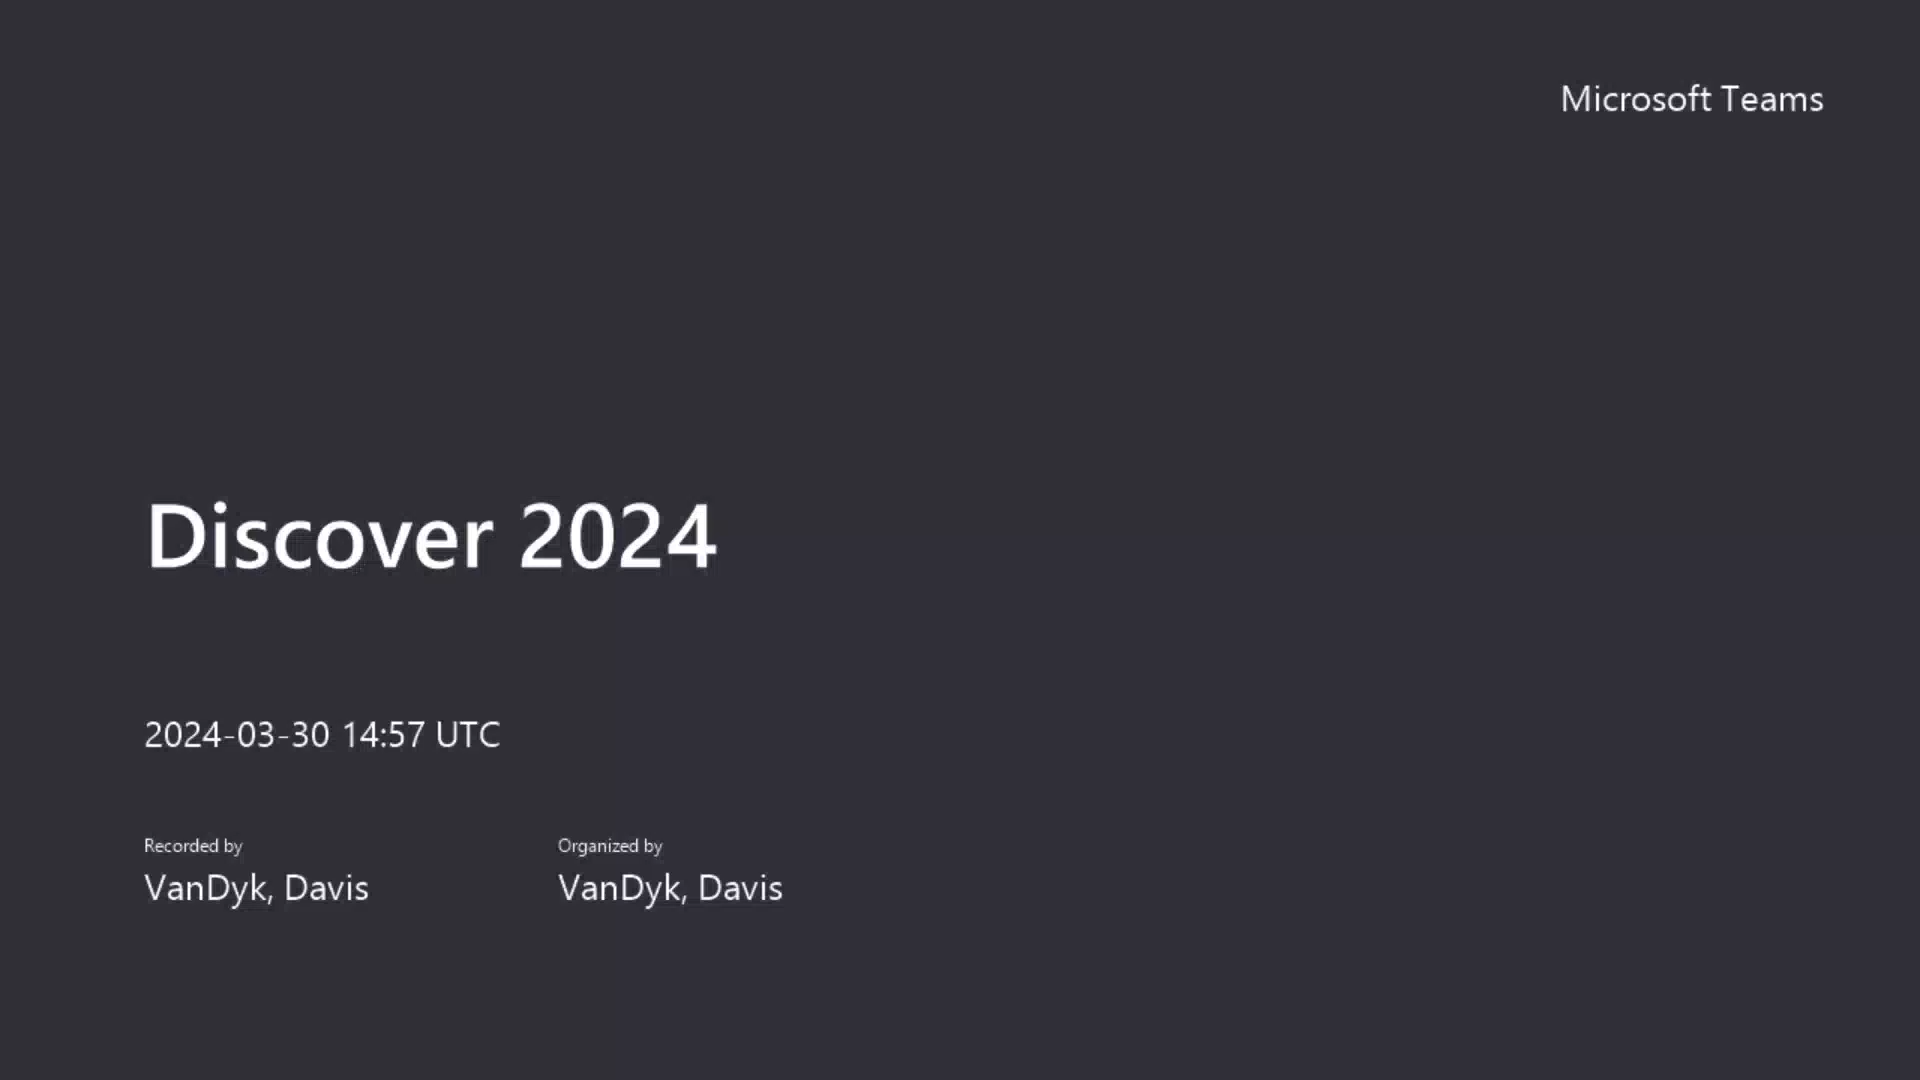 Microsoft Teams
Discover 2024
2024-03-30 14:57 UTC
Recorded by
VanDyk, Davis
Organized by
VanDyk, Davis